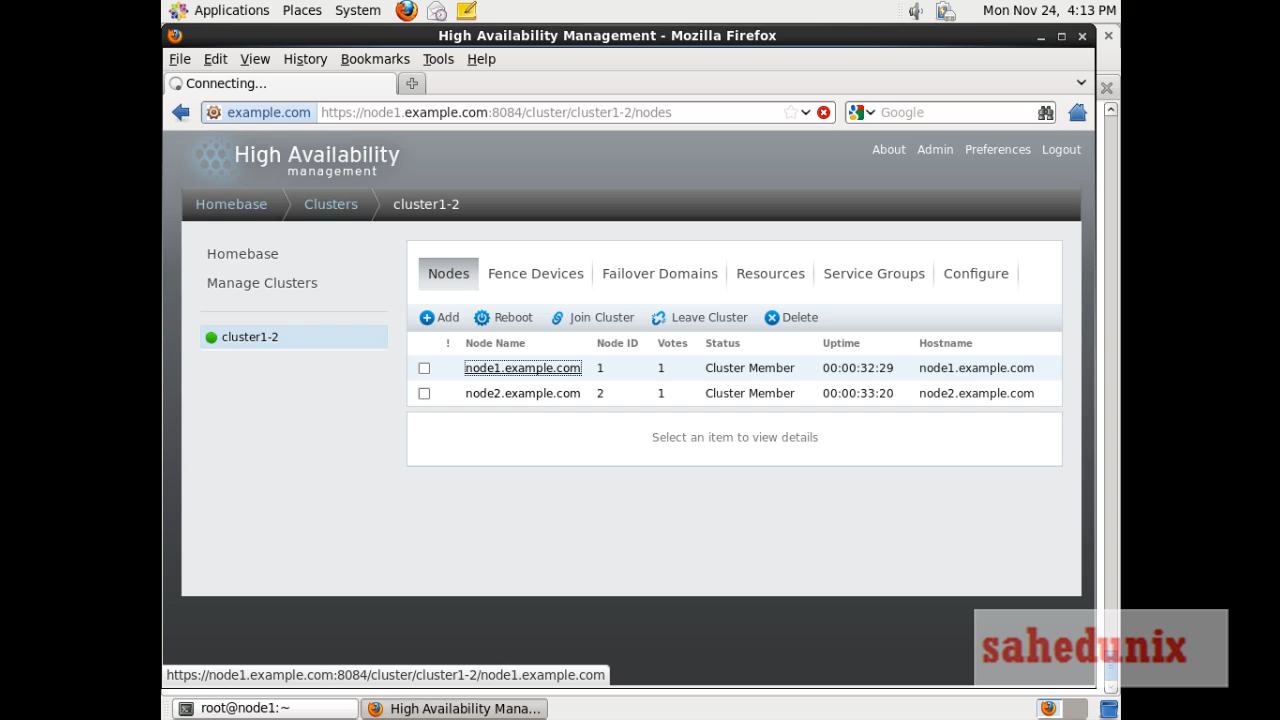 Applications Places System Mon Nov 24, 4:13 PM
High Availability Management - Mozilla Firefox
File Edit View History Bookmarks Tools Help
Connecting...
example.com https://node1.example.com:8084/cluster/cluster1-2/nodes Google
High Availability
management
About Admin Preferences Logout
Homebase Clusters cluster1-2
Homebase
Manage Clusters
cluster1-2
Nodes Fence Devices Failover Domains Resources Service Groups Configure
Add Reboot Join Cluster Leave Cluster Delete
! Node Name Node ID Votes Status Uptime Hostname
node1.example.com 1 1 Cluster Member 00:00:32:29 node1.example.com
node2.example.com 2 1 Cluster Member 00:00:33:20 node2.example.com
Select an item to view details
sahedunix
https://node1.example.com:8084/cluster/cluster1-2/node1.example.com
root@node1:~ High Availability Mana...